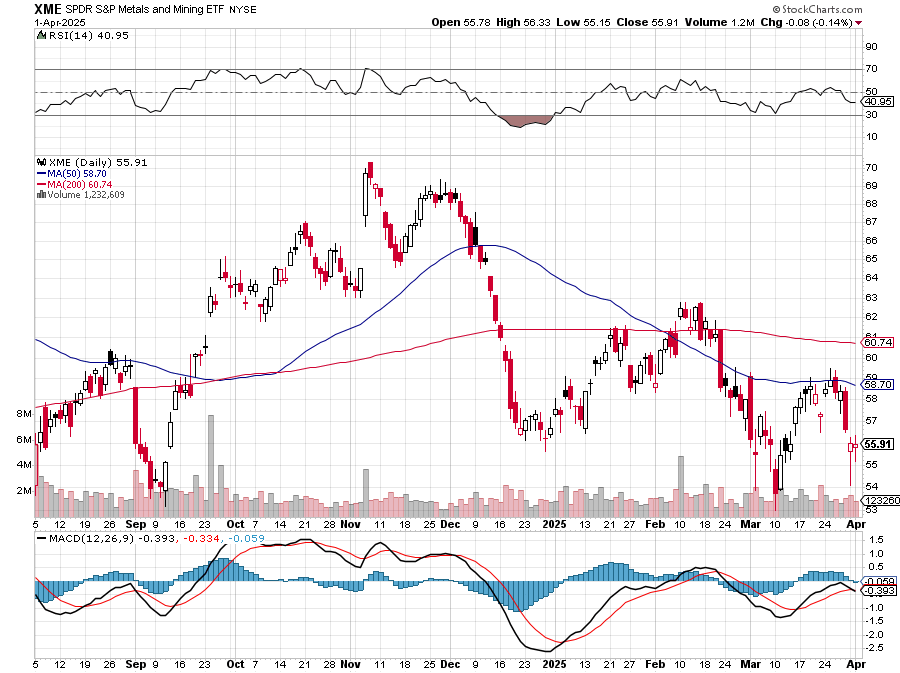 XME SPDR S&P Metals and Mining ETF NYSE
© StockCharts.com
1-Apr-2025
Open 55.78 High 56.33 Low 55.15 Close 55.91 Volume 1.2M Chg -0.08 (-0.14%)
RSI(14) 40.95
90
70
50
40.95
30
10
XME (Daily) 55.91
MA(50) 58.70
MA(200) 60.74
Volume 1,232,609
70
69
68
67
66
65
64
63
62
61
60.74
60
59
58.70
58
57
55.91
55
54
53
8M
6M
4M
2M
123260
5 12 19 26 Sep 9 16 23 Oct 7 14 21 28 Nov 11 18 25 Dec 9 16 23 2025 13 21 27 Feb 10 18 24 Mar 10 17 24 Apr
MACD(12,26,9) -0.393, -0.334, -0.059
1.5
1.0
0.5
-0.059
-0.393
-1.0
-1.5
-2.0
-2.5
5 12 19 26 Sep 9 16 23 Oct 7 14 21 28 Nov 11 18 25 Dec 9 16 23 2025 13 21 27 Feb 10 18 24 Mar 10 17 24 Apr